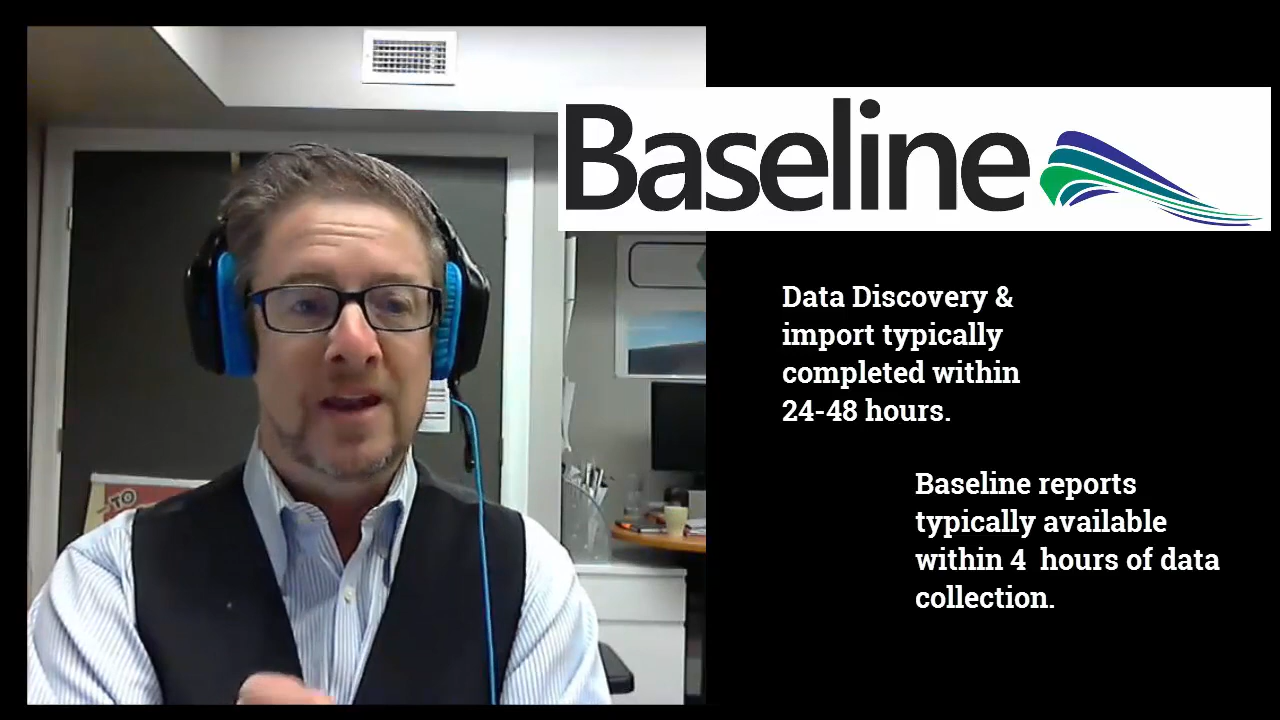 Baseline
Data Discovery &
import typically
completed within
24-48 hours.
Baseline reports
typically available
within 4 hours of data
collection.
TO